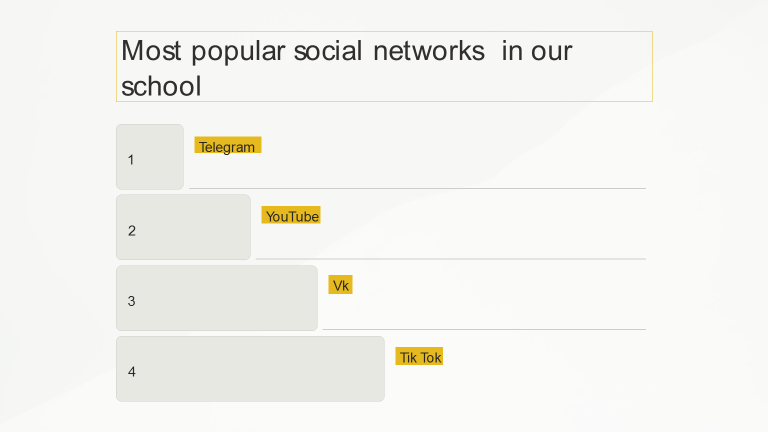 Most popular social networks in our
school
1
Telegram
2
YouTube
3
Vk
4
Tik Tok